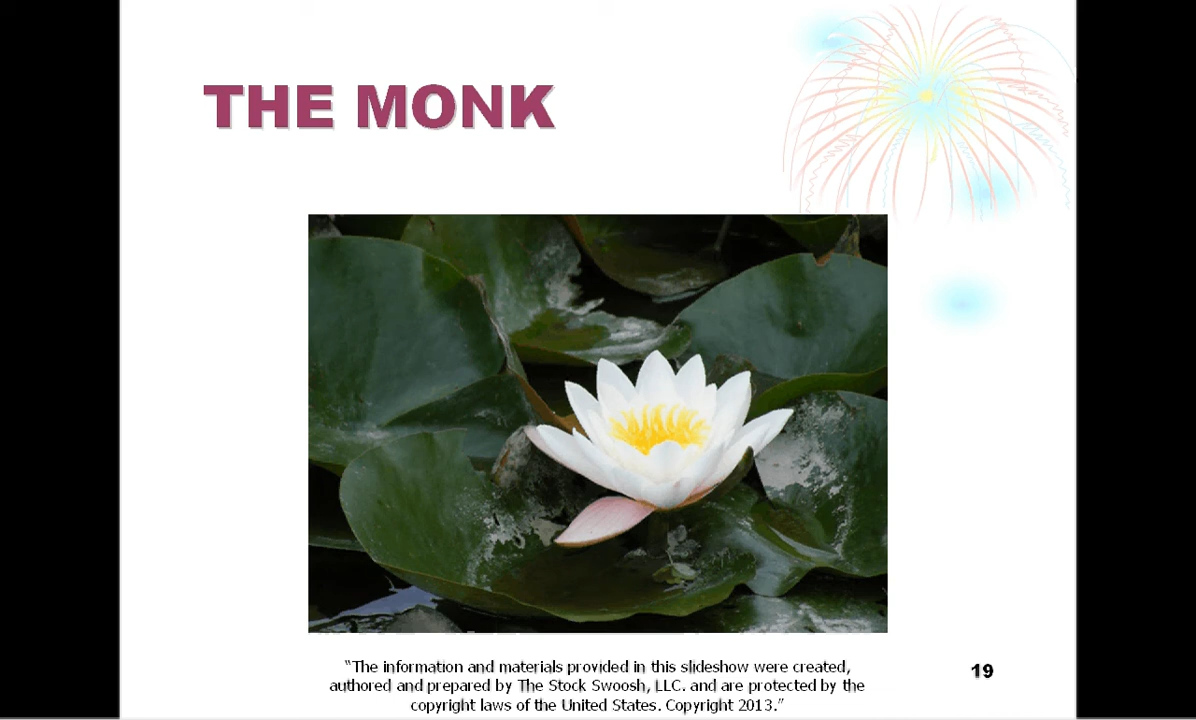 THE MONK
“The information and materials provided in this slideshow were created,
authored and prepared by The Stock Swoosh, LLC. and are protected by the
copyright laws of the United States. Copyright 2013.”
19